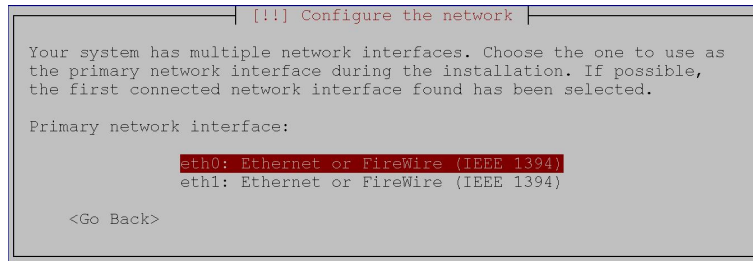 [!!] Configure the network
Your system has multiple network interfaces. Choose the one to use as
the primary network interface during the installation. If possible,
the first connected network interface found has been selected.
Primary network interface:
eth0: Ethernet or FireWire (IEEE 1394)
eth1: Ethernet or FireWire (IEEE 1394)
<Go Back>